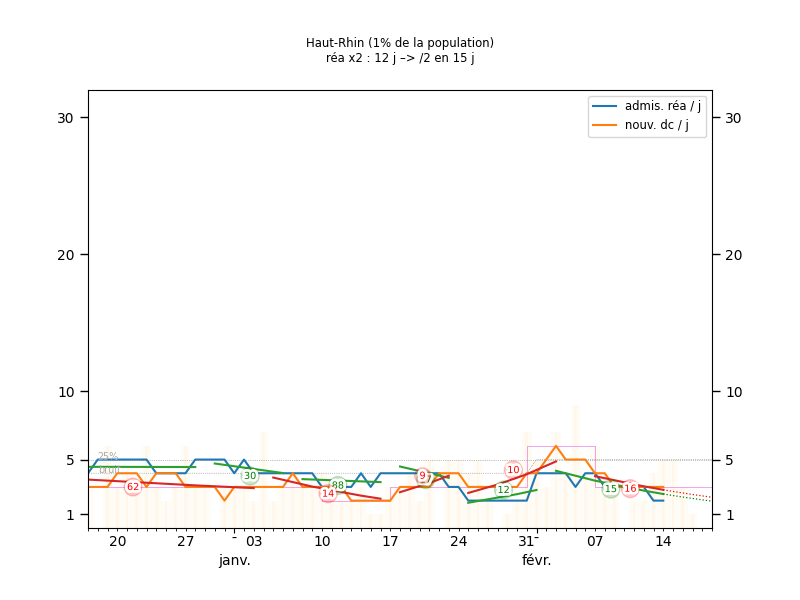 Haut-Rhin (1% de la population)
réa x2 : 12 j –> /2 en 15 j
admis. réa / j
nouv. dc / j
30 30
20 20
10 10
5 5
1 1
25%
prob
62
30
14
88
9
10
12
15
16
20 27 - 03 10 17 24 31- 07 14
janv. févr.